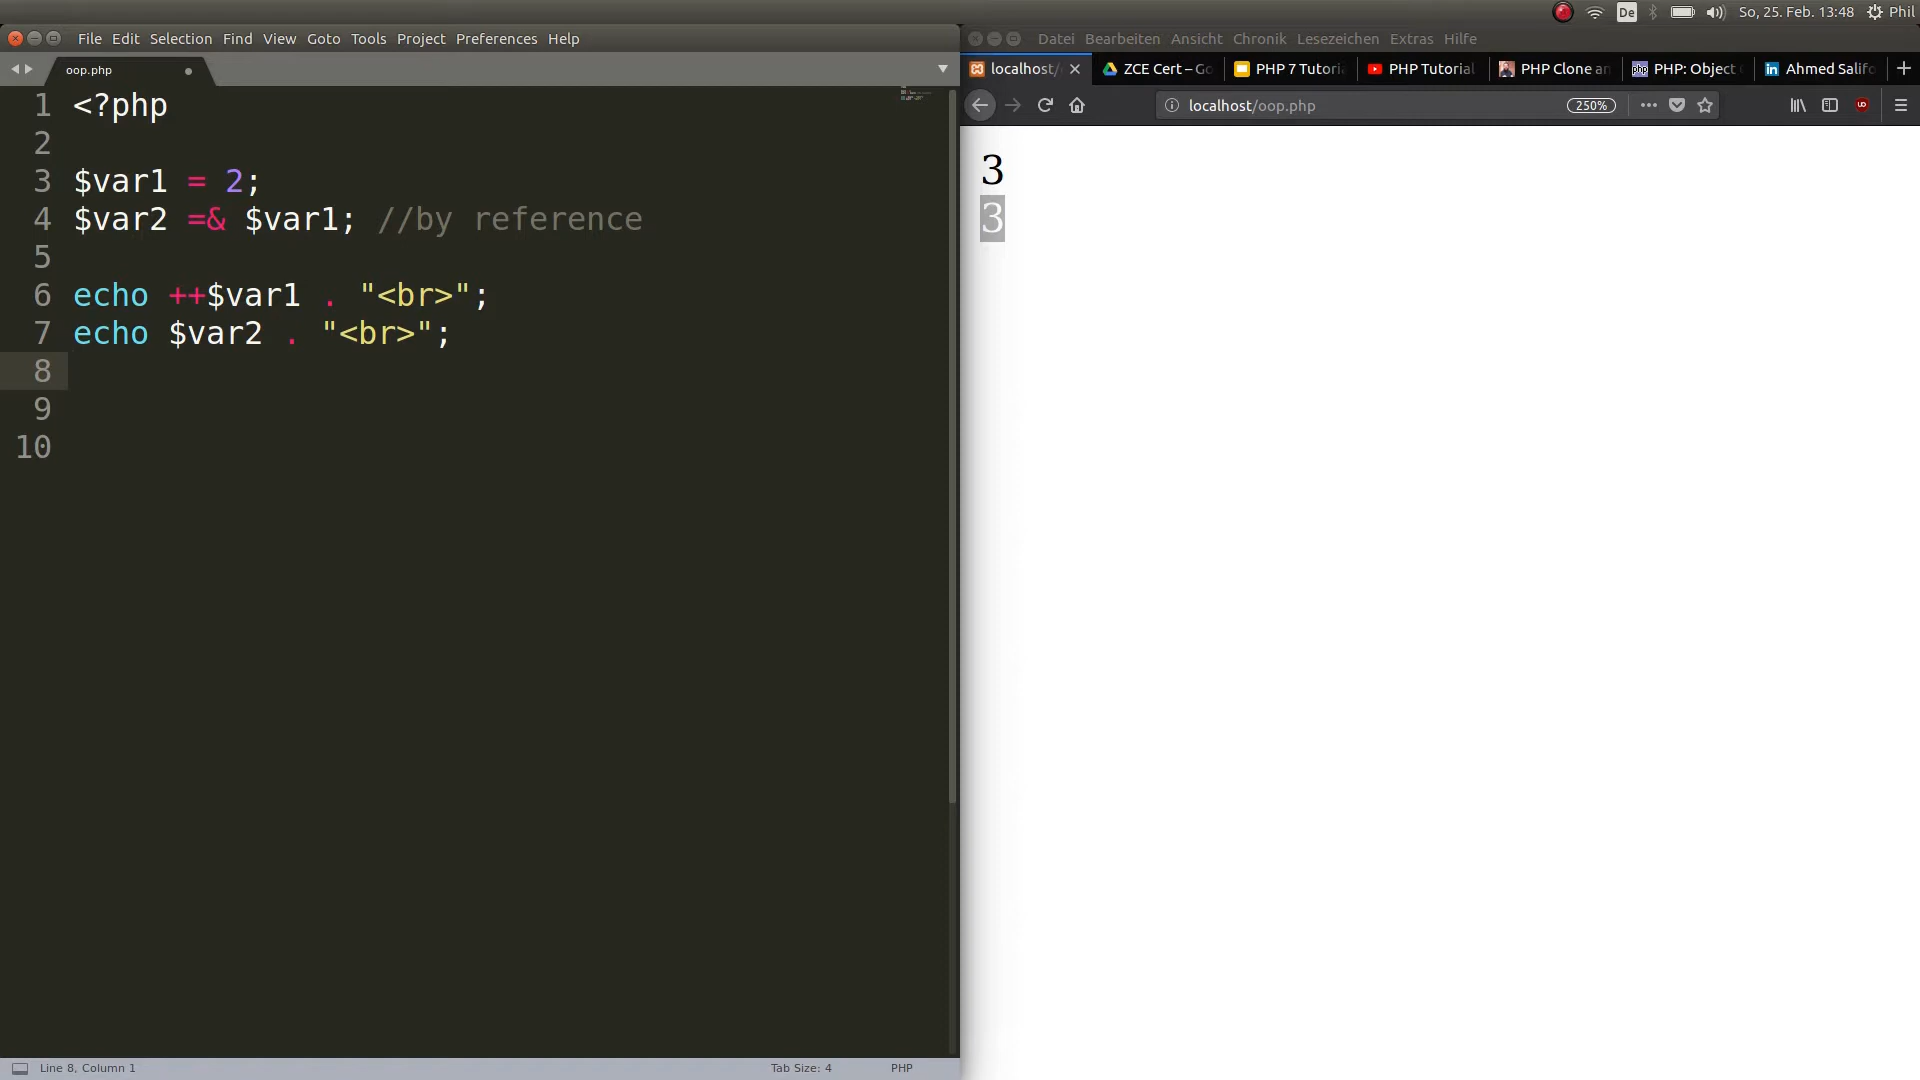 De So, 25. Feb. 13:48 Phil
File Edit Selection Find View Goto Tools Project Preferences Help
Datei Bearbeiten Ansicht Chronik Lesezeichen Extras Hilfe
oop.php
localhost/ ZCE Cert – Go PHP 7 Tutoria PHP Tutorial PHP Clone an php PHP: Object in Ahmed Salifo
localhost/oop.php 250%
1 <?php
2
3 $var1 = 2;
4 $var2 =& $var1; //by reference
5
6 echo ++$var1 . "<br>";
7 echo $var2 . "<br>";
8
9
10
3
3
Line 8, Column 1 Tab Size: 4 PHP